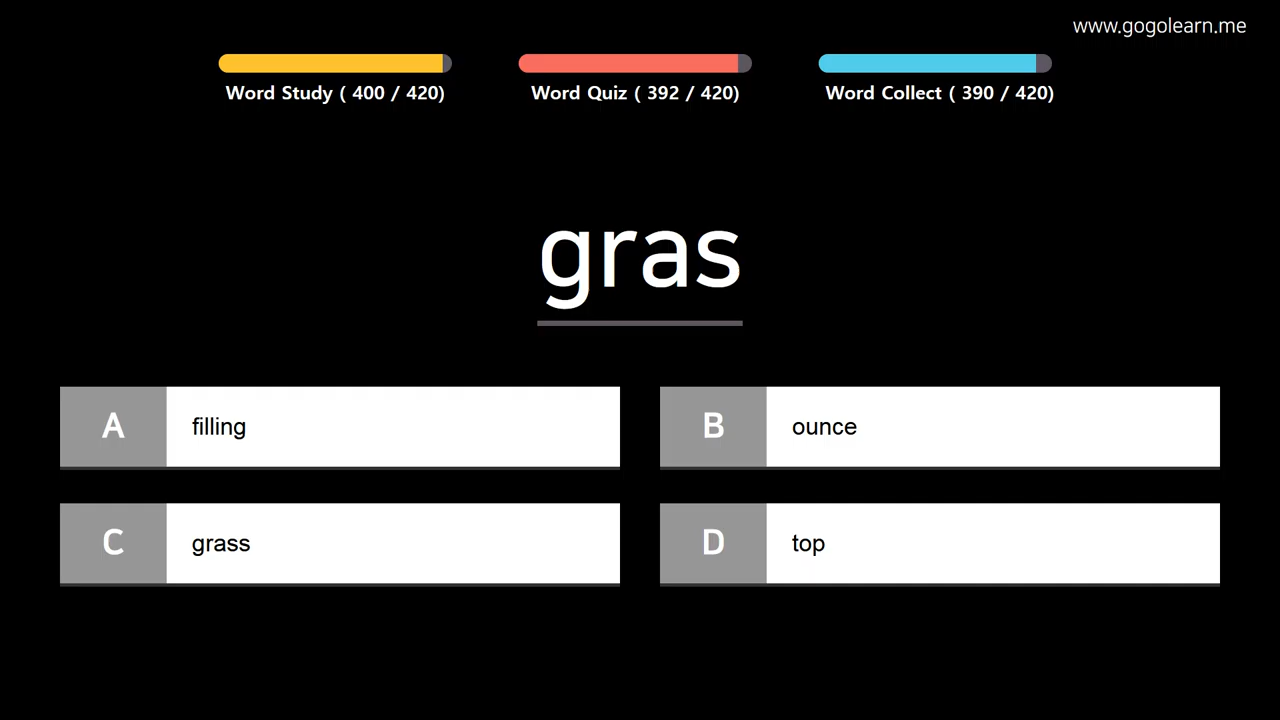 www.gogolearn.me
Word Study ( 400 / 420)
Word Quiz ( 392 / 420)
Word Collect ( 390 / 420)
gras
A
filling
B
ounce
C
grass
D
top